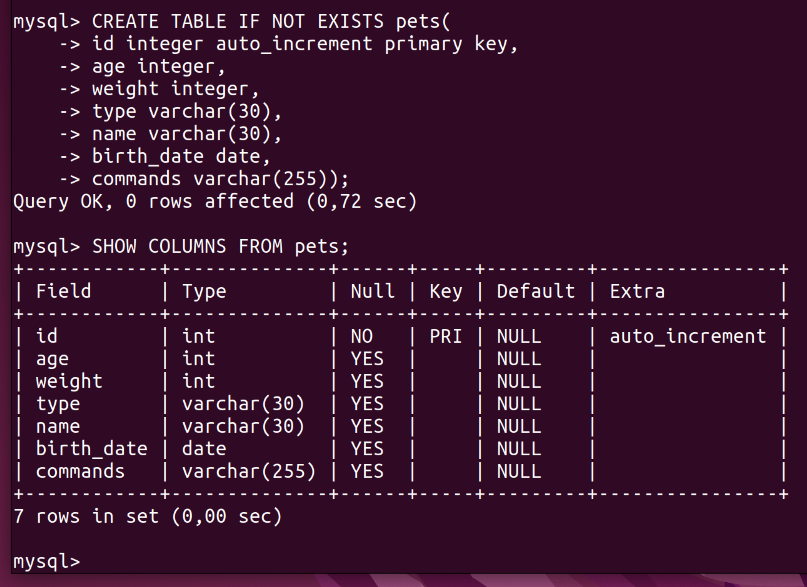 mysql> CREATE TABLE IF NOT EXISTS pets(
    -> id integer auto_increment primary key,
    -> age integer,
    -> weight integer,
    -> type varchar(30),
    -> name varchar(30),
    -> birth_date date,
    -> commands varchar(255));
Query OK, 0 rows affected (0,72 sec)

mysql> SHOW COLUMNS FROM pets;
+------------+--------------+------+-----+---------+----------------+
| Field      | Type         | Null | Key | Default | Extra          |
+------------+--------------+------+-----+---------+----------------+
| id         | int          | NO   | PRI | NULL    | auto_increment |
| age        | int          | YES  |     | NULL    |                |
| weight     | int          | YES  |     | NULL    |                |
| type       | varchar(30)  | YES  |     | NULL    |                |
| name       | varchar(30)  | YES  |     | NULL    |                |
| birth_date | date         | YES  |     | NULL    |                |
| commands   | varchar(255) | YES  |     | NULL    |                |
+------------+--------------+------+-----+---------+----------------+
7 rows in set (0,00 sec)

mysql>